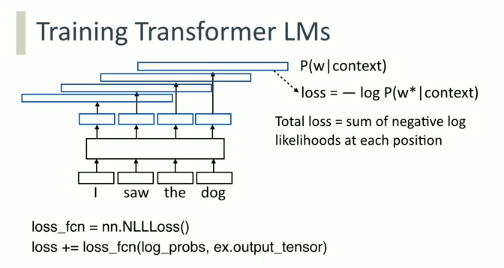 Training Transformer LMs
P(w|context)
loss = — log P(w*|context)
Total loss = sum of negative log
likelihoods at each position
I saw the dog
loss_fcn = nn.NLLLoss()
loss += loss_fcn(log_probs, ex.output_tensor)